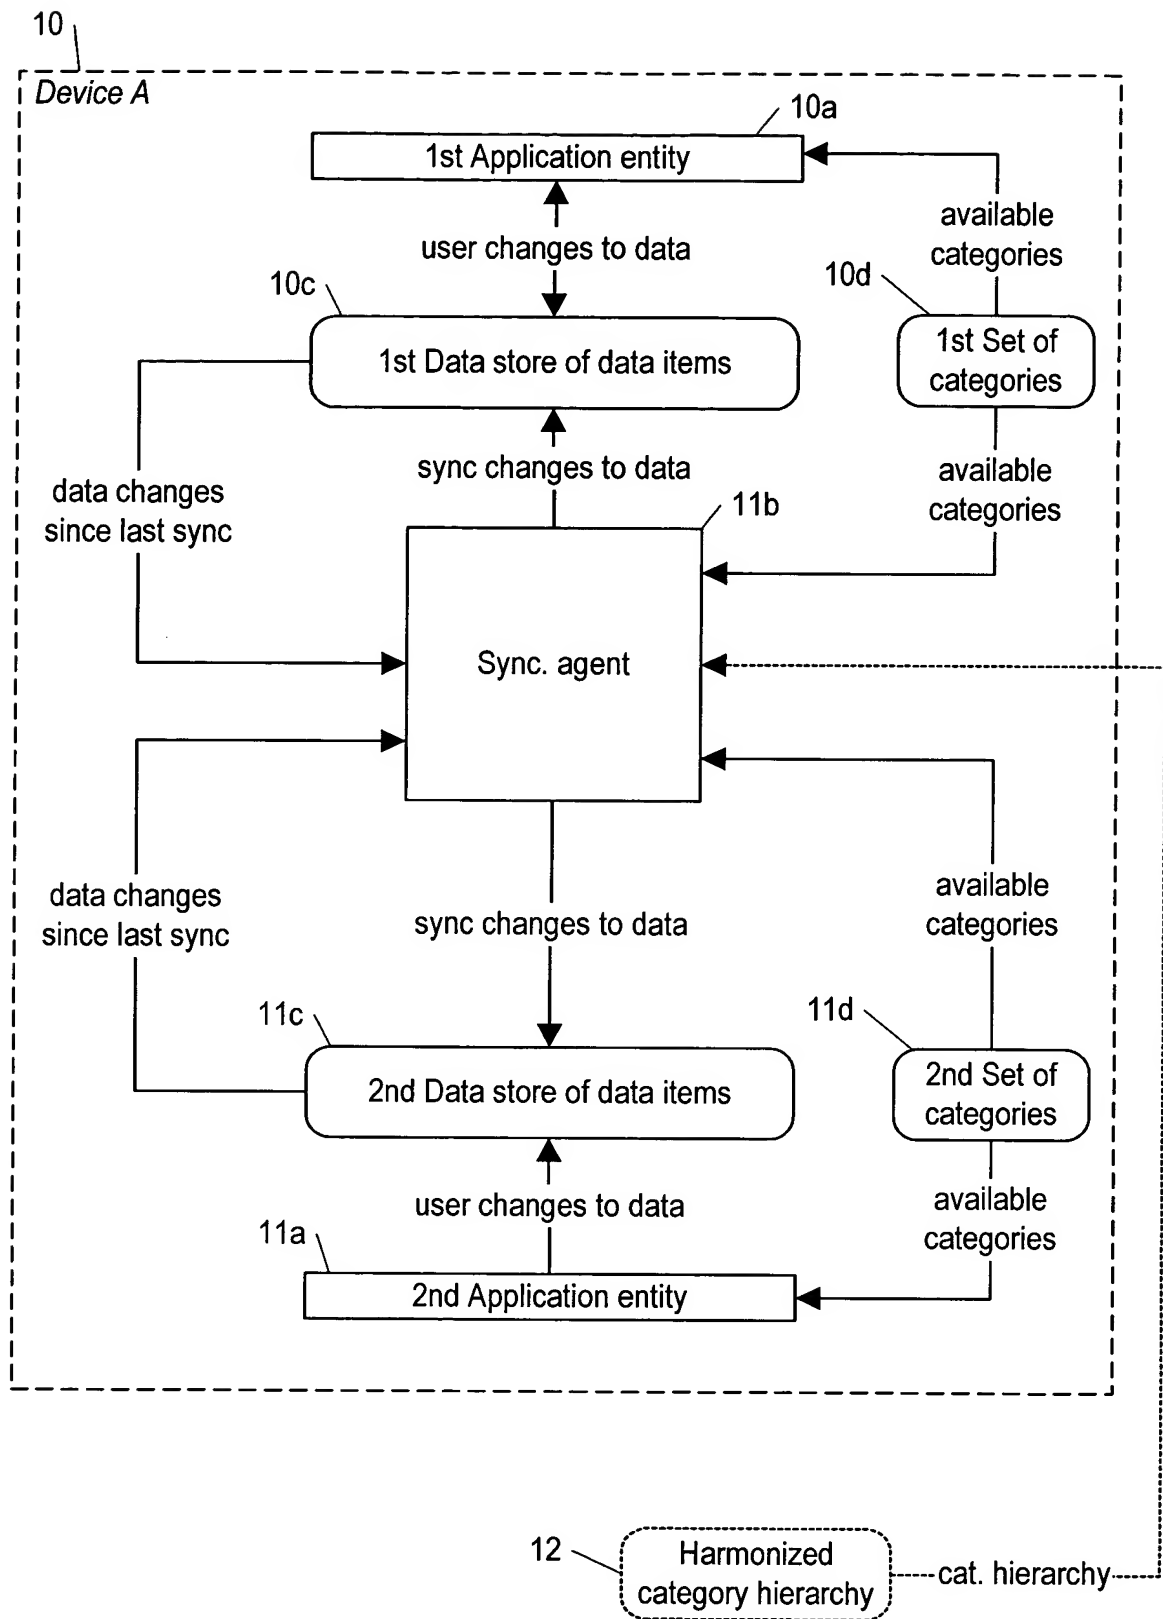 10
Device A
10a
1st Application entity
available
categories
user changes to data
10c
10d
1st Data store of data items
1st Set of
categories
sync changes to data
available
categories
data changes
since last sync
11b
Sync. agent
data changes
since last sync
available
categories
sync changes to data
11c
11d
2nd Data store of data items
2nd Set of
categories
user changes to data
available
categories
11a
2nd Application entity
12
Harmonized
category hierarchy
cat. hierarchy